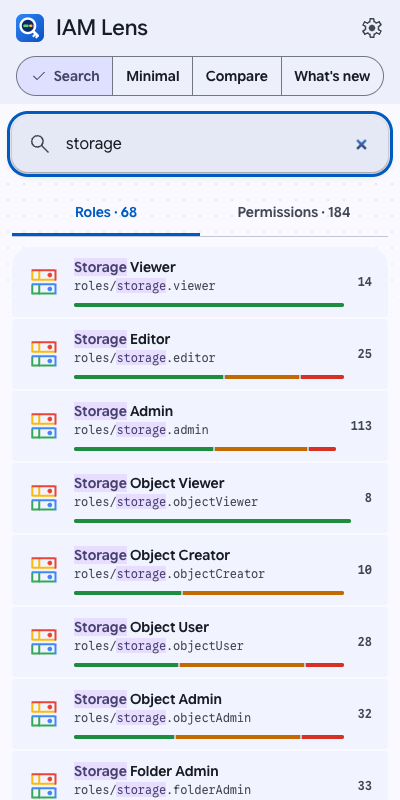 IAM Lens
Search
Minimal
Compare
What's new
storage
Roles · 68
Permissions · 184
Storage Viewer
roles/storage.viewer
14
Storage Editor
roles/storage.editor
25
Storage Admin
roles/storage.admin
113
Storage Object Viewer
roles/storage.objectViewer
8
Storage Object Creator
roles/storage.objectCreator
10
Storage Object User
roles/storage.objectUser
28
Storage Object Admin
roles/storage.objectAdmin
32
Storage Folder Admin
roles/storage.folderAdmin
33